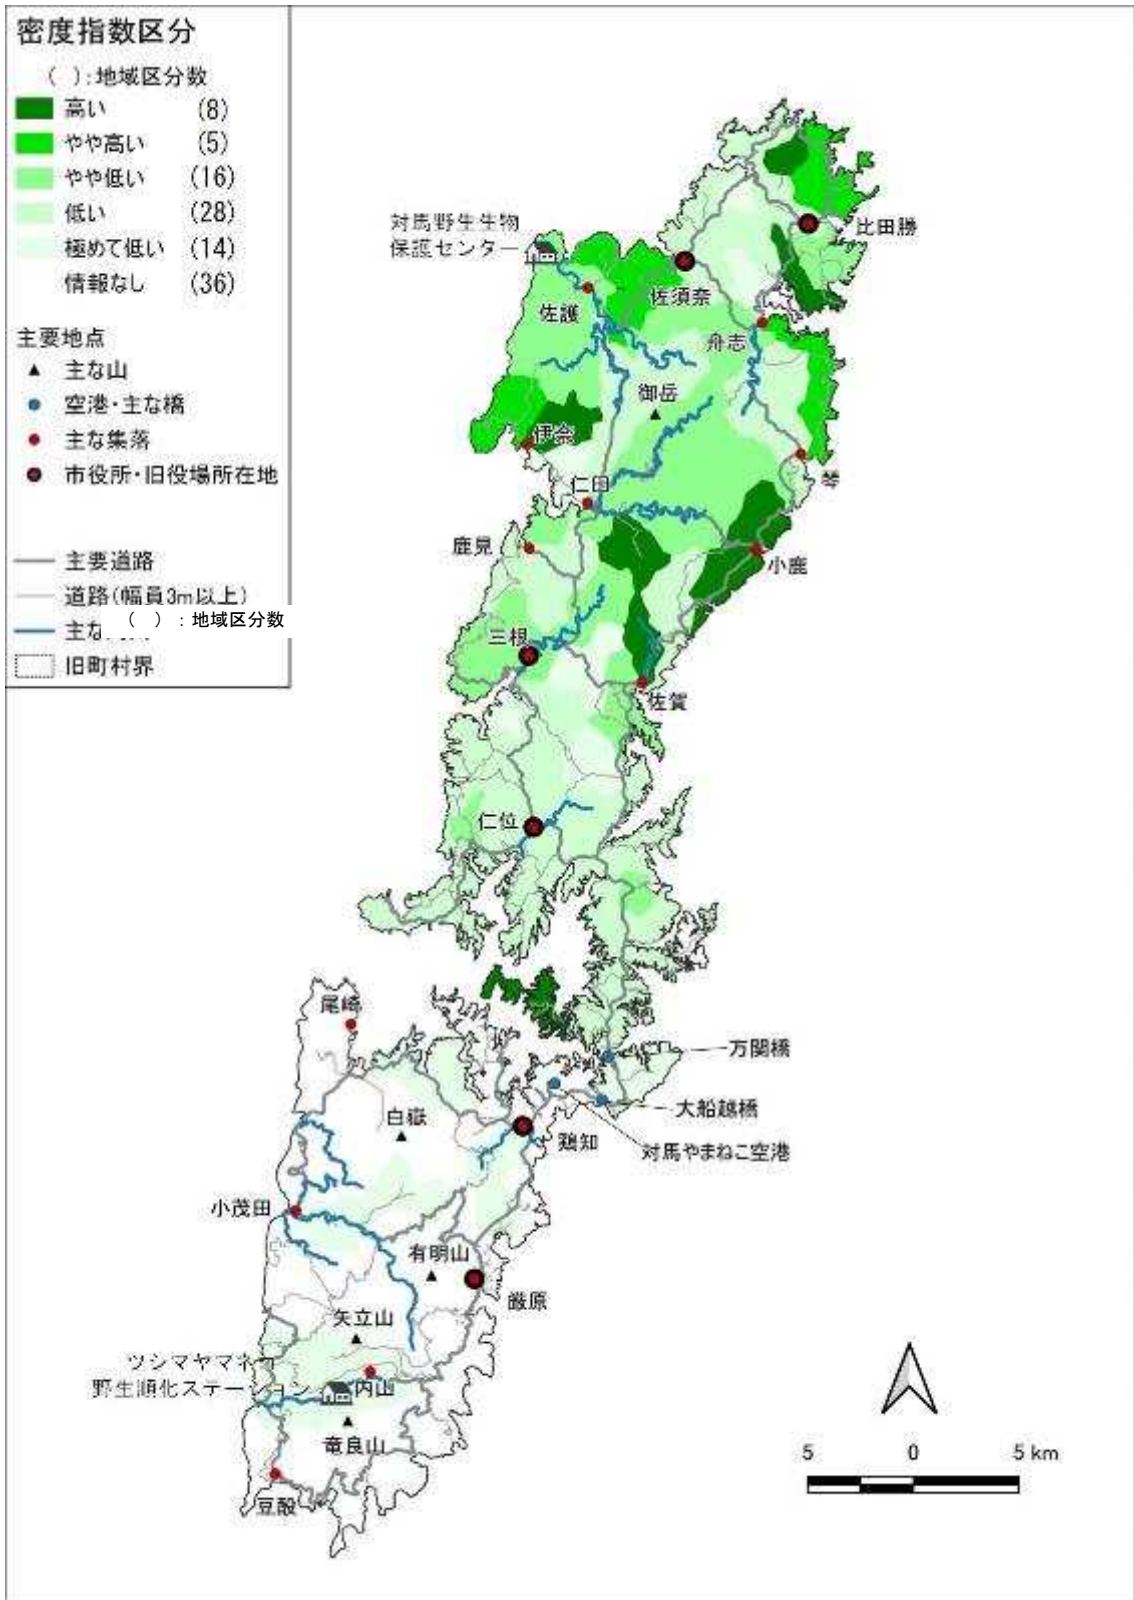 密度指数区分
( ):地域区分数
高い (8)
やや高い (5)
やや低い (16)
低い (28)
極めて低い (14)
情報なし (36)
主要地点
主な山
空港・主な橋
主な集落
市役所・旧役場所在地
主要道路
道路(幅員3m以上)
( ) : 地域区分数
主な
旧町村界
対馬野生生物
保護センター
比田勝
佐須奈
佐護
舟志
御岳
伊奈
琴
仁田
鹿見
小鹿
三根
佐賀
仁位
尾崎
万関橋
大船越橋
白嶽
鶏知
対馬やまねこ空港
小茂田
有明山
厳原
矢立山
ツシマヤマネコ
野生順化ステーション
内山
竜良山
豆酘
5 0 5 km